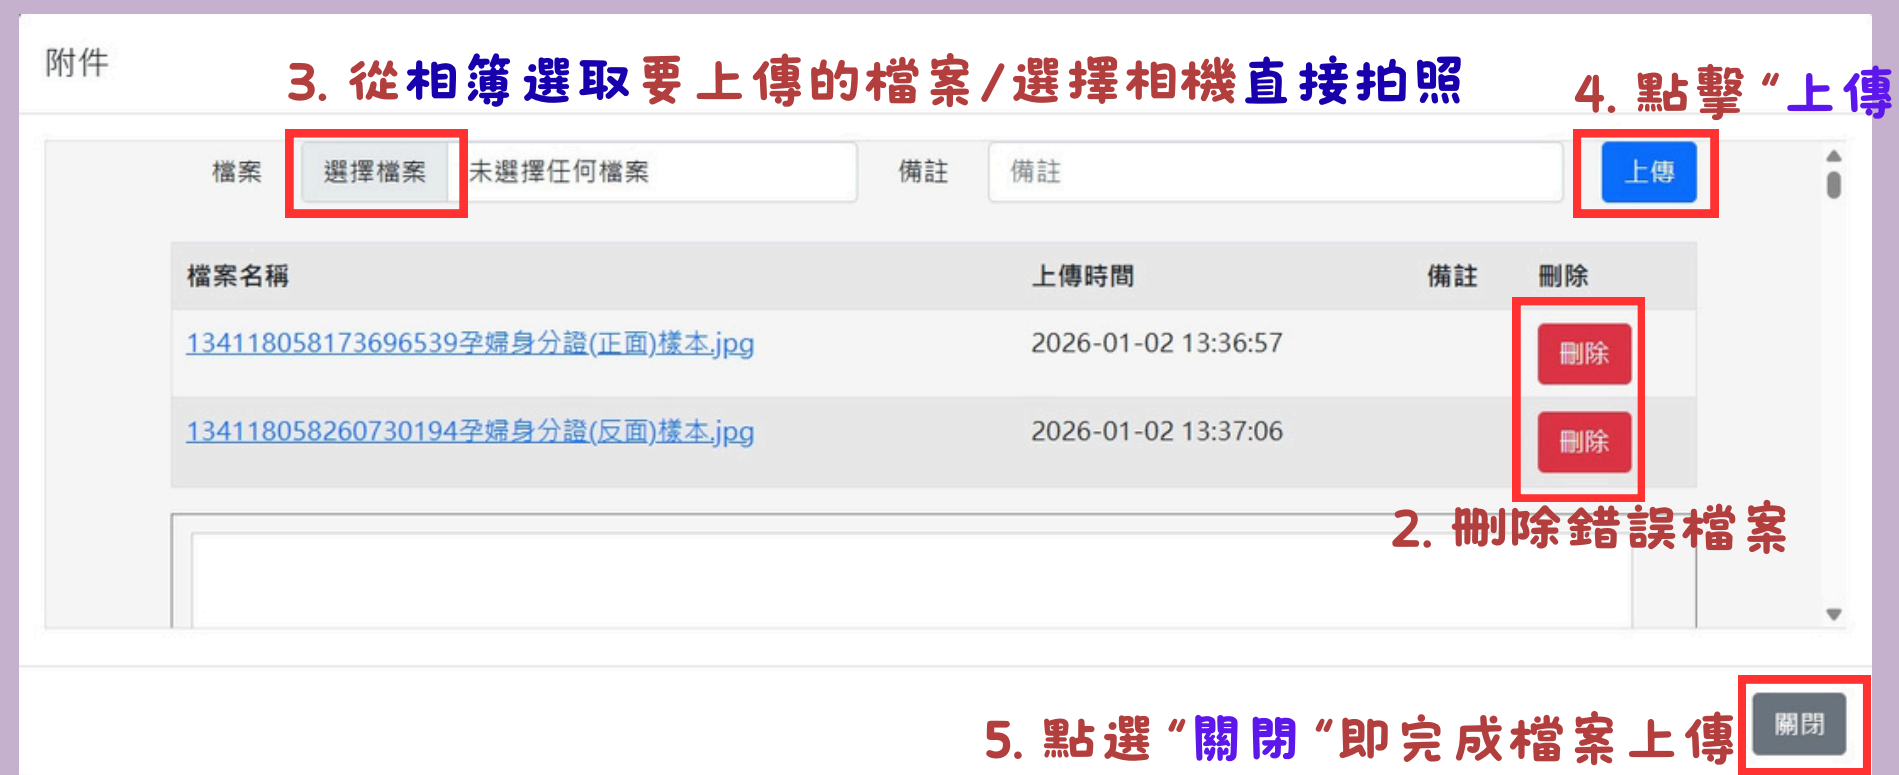 附件
3. 從相簿選取要上傳的檔案/選擇相機直接拍照
4. 點擊 "上傳
檔案 選擇檔案 未選擇任何檔案 備註 備註 上傳
檔案名稱 上傳時間 備註 刪除
134118058173696539孕婦身分證(正面)樣本.jpg 2026-01-02 13:36:57 刪除
134118058260730194孕婦身分證(反面)樣本.jpg 2026-01-02 13:37:06 刪除
2. 刪除錯誤檔案
5. 點選 "關閉 "即完成檔案上傳 關閉